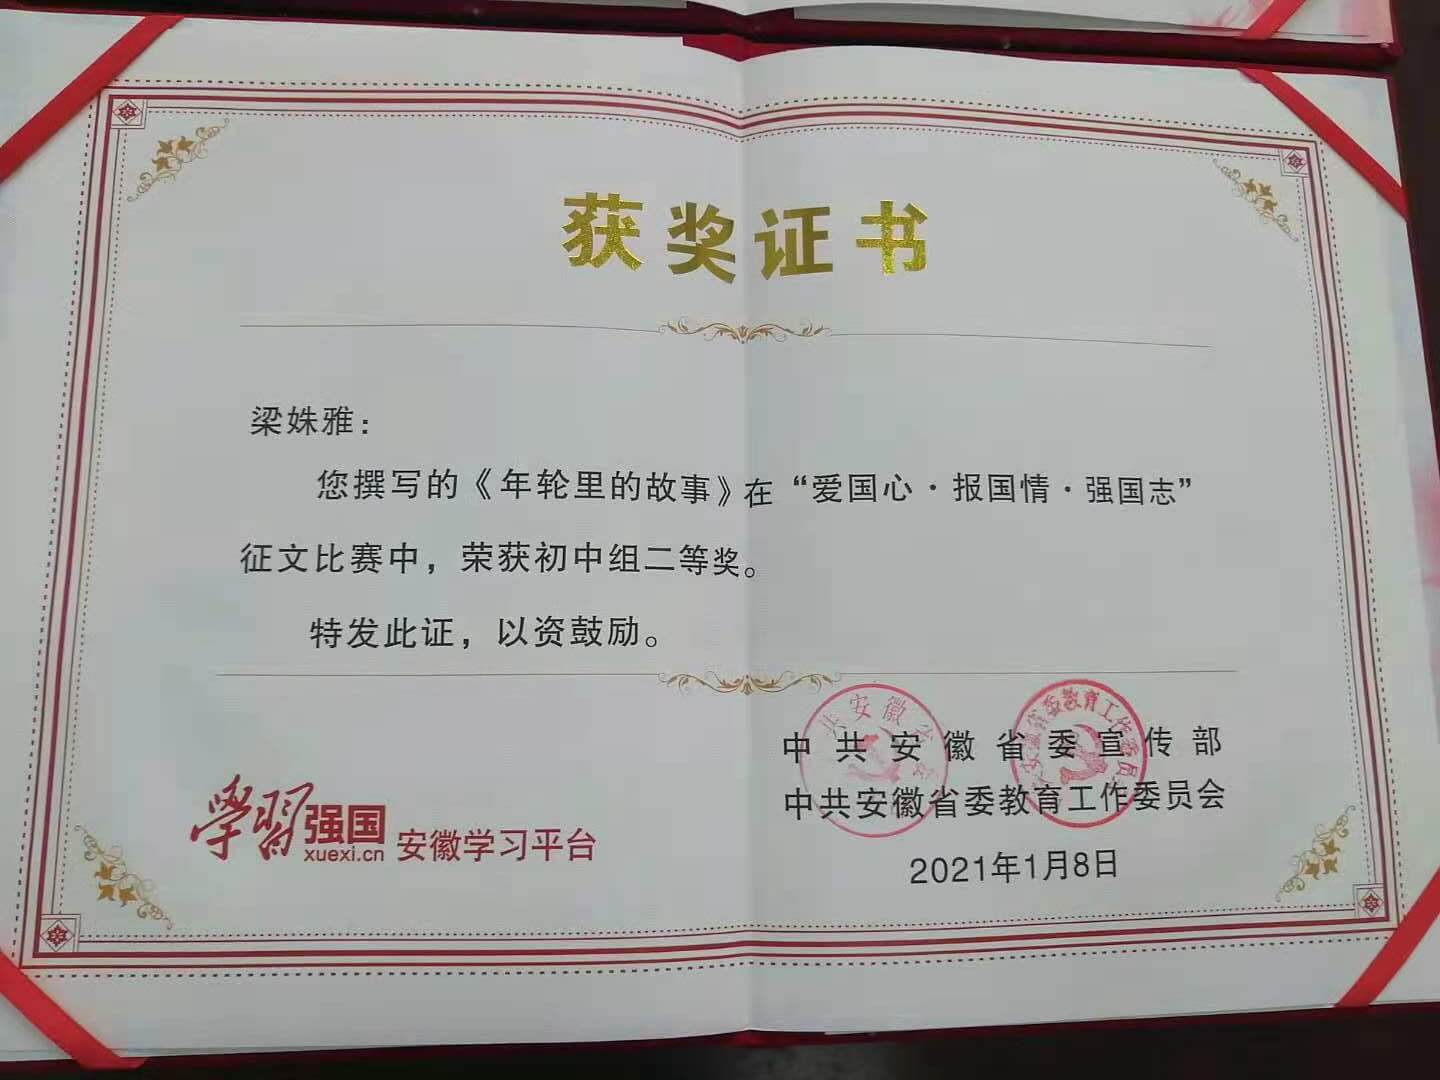 获奖证书
梁姝雅：
您撰写的《年轮里的故事》在“爱国心·报国情·强国志”
征文比赛中，荣获初中组二等奖。
特发此证，以资鼓励。
中共安徽省委宣传部
中共安徽省委教育工作委员会
2021年1月8日
学習强国
xuexi.cn
安徽学习平台